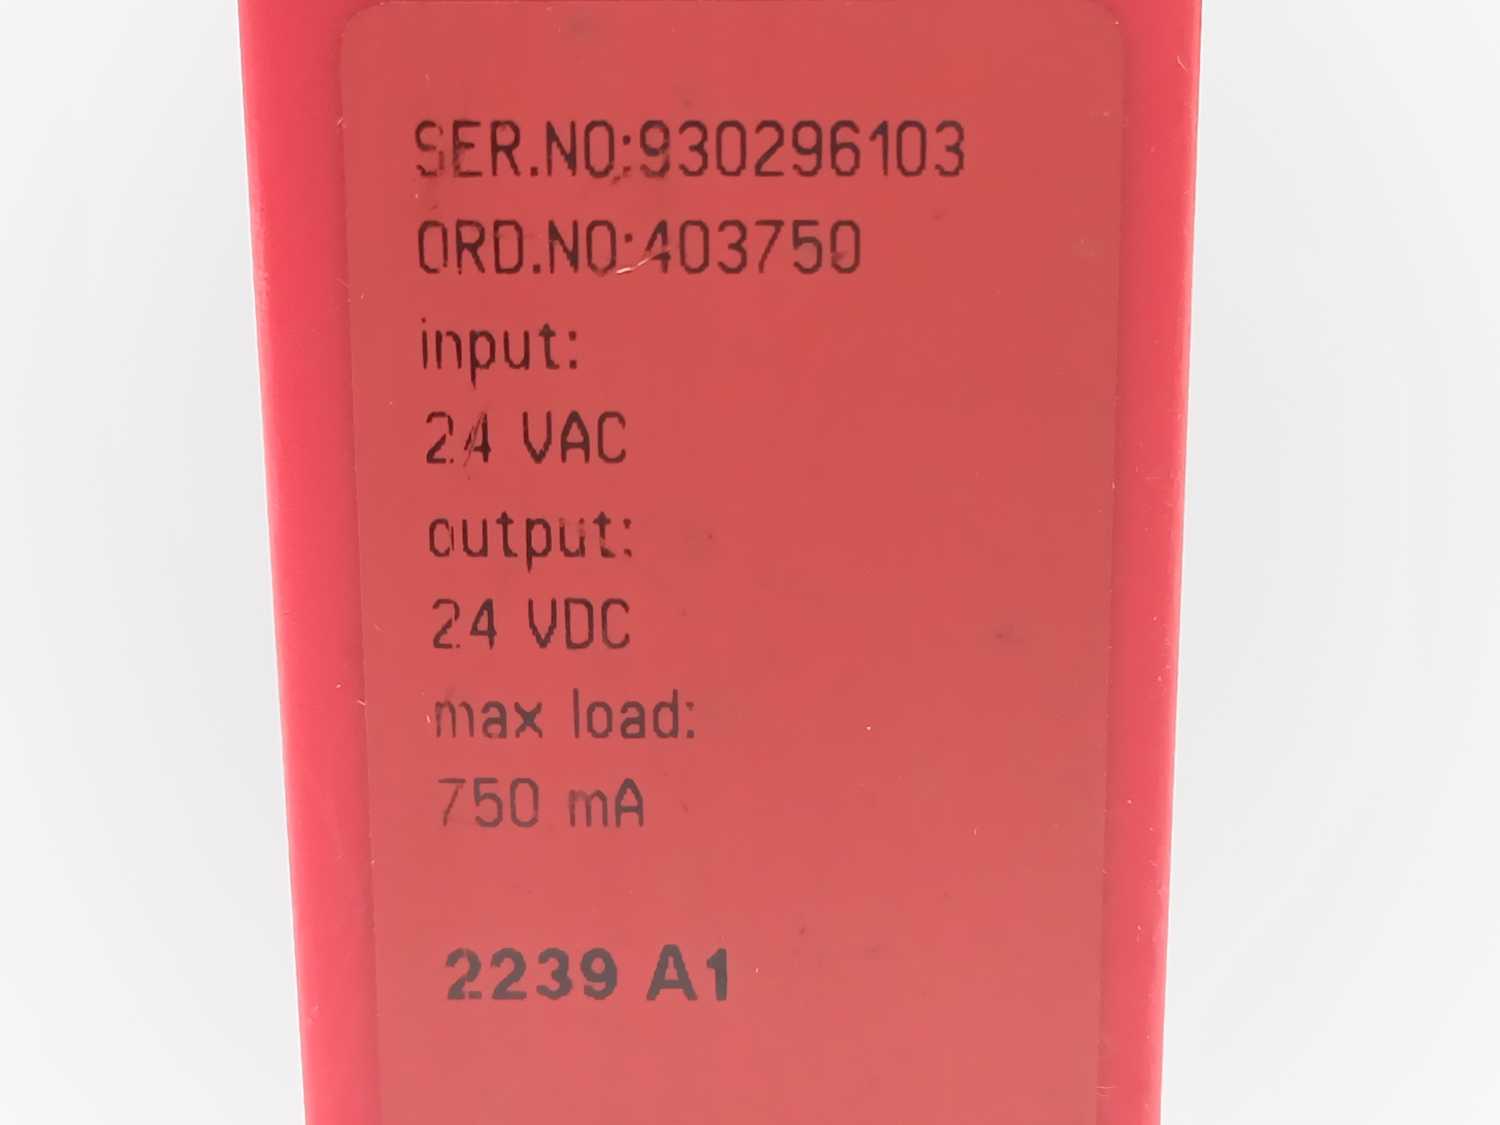 SER.NO:930296103
ORD.NO:403750
input:
24 VAC
output:
24 VDC
max load:
750 mA
2239 A1